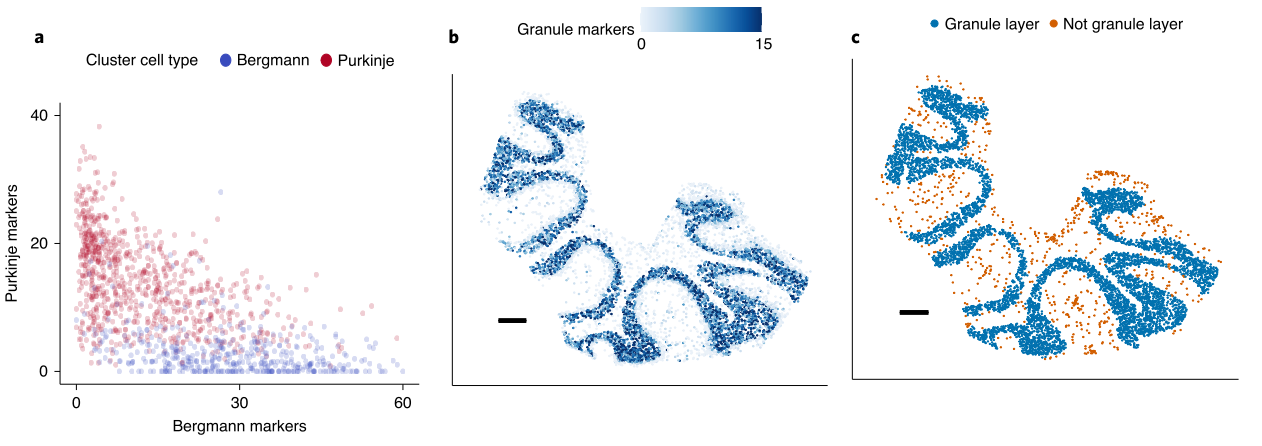 a
Cluster cell type Bergmann Purkinje
Purkinje markers
40
20
0
0 30 60
Bergmann markers
b
Granule markers
0 15
c
Granule layer Not granule layer